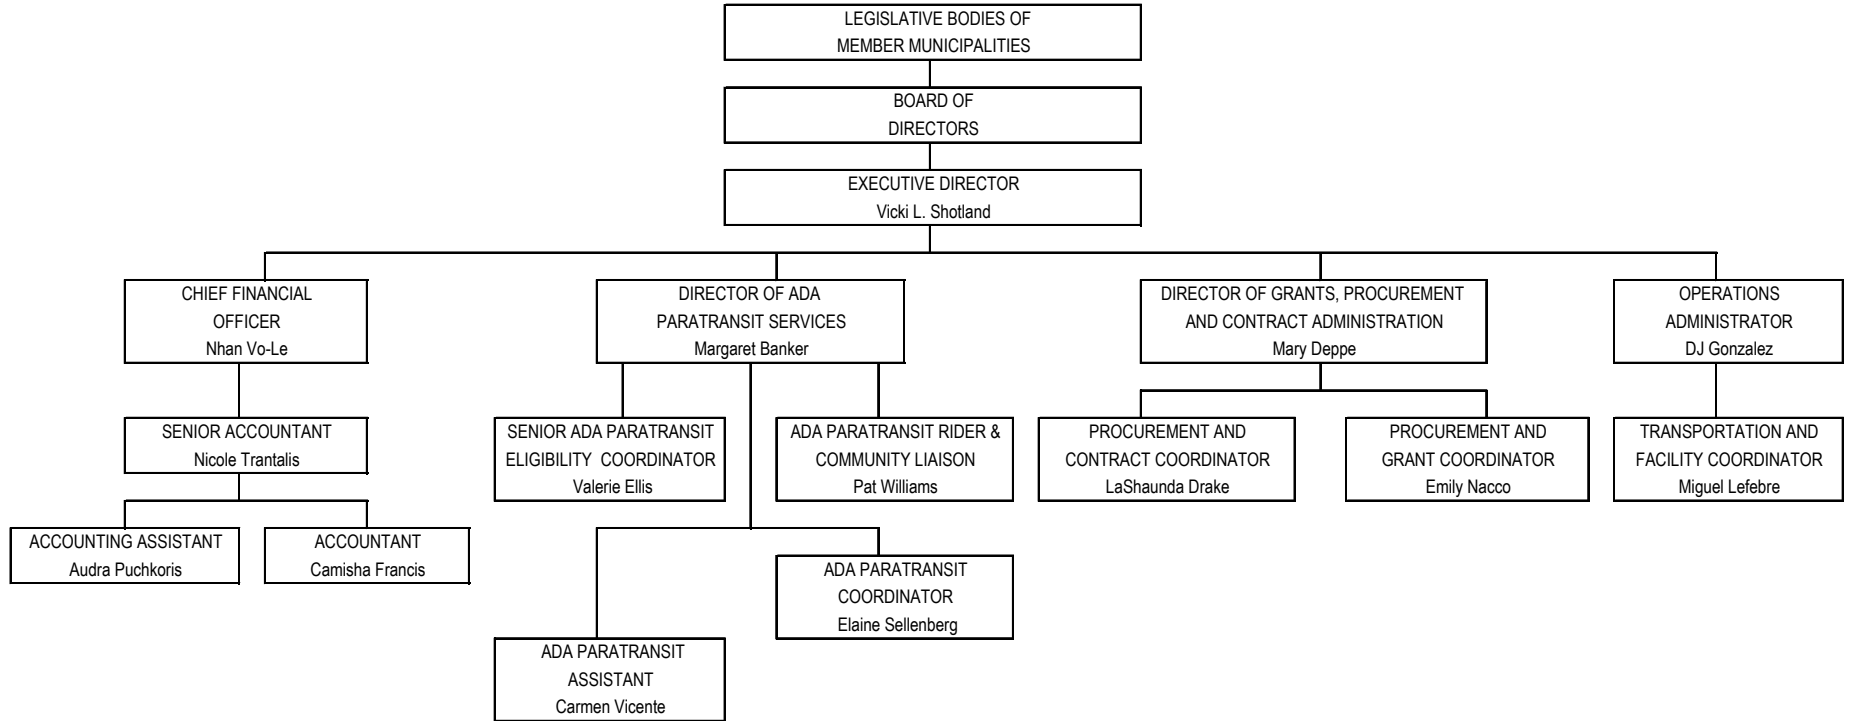 LEGISLATIVE BODIES OF
MEMBER MUNICIPALITIES
BOARD OF
DIRECTORS
EXECUTIVE DIRECTOR
Vicki L. Shotland
CHIEF FINANCIAL
OFFICER
Nhan Vo-Le
DIRECTOR OF ADA
PARATRANSIT SERVICES
Margaret Banker
DIRECTOR OF GRANTS, PROCUREMENT
AND CONTRACT ADMINISTRATION
Mary Deppe
OPERATIONS
ADMINISTRATOR
DJ Gonzalez
SENIOR ACCOUNTANT
Nicole Trantalis
SENIOR ADA PARATRANSIT
ELIGIBILITY COORDINATOR
Valerie Ellis
ADA PARATRANSIT RIDER &
COMMUNITY LIAISON
Pat Williams
PROCUREMENT AND
CONTRACT COORDINATOR
LaShaunda Drake
PROCUREMENT AND
GRANT COORDINATOR
Emily Nacco
TRANSPORTATION AND
FACILITY COORDINATOR
Miguel Lefebre
ACCOUNTING ASSISTANT
Audra Puchkoris
ACCOUNTANT
Camisha Francis
ADA PARATRANSIT
COORDINATOR
Elaine Sellenberg
ADA PARATRANSIT
ASSISTANT
Carmen Vicente